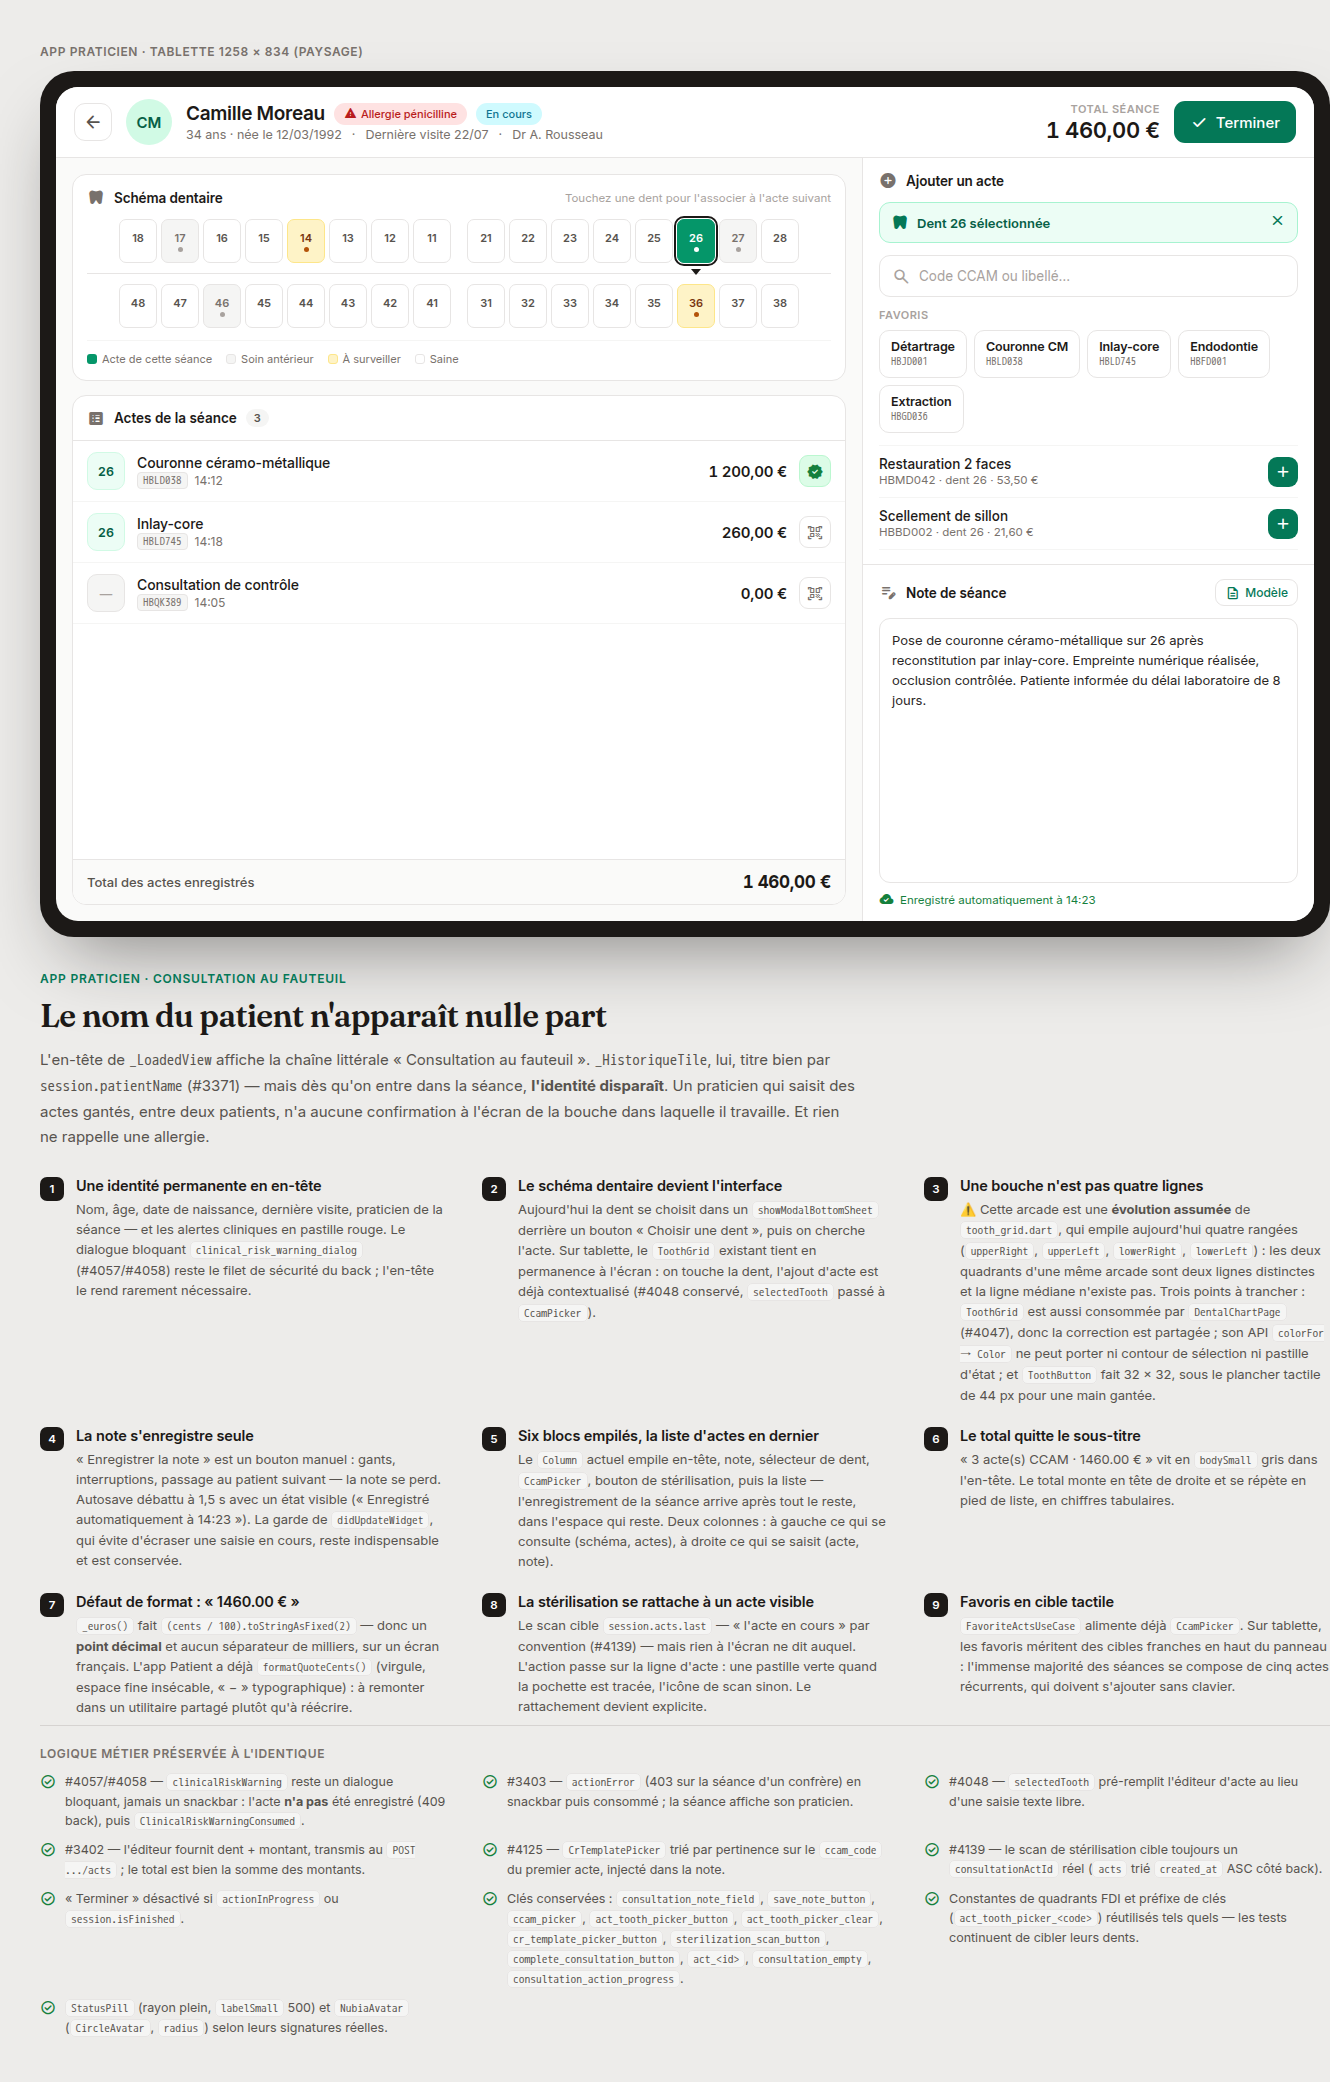 APP PRATICIEN · TABLETTE 1258 × 834 (PAYSAGE)
CM
Camille Moreau
Allergie pénicilline
En cours
34 ans · née le 12/03/1992 · Dernière visite 22/07 · Dr A. Rousseau
TOTAL SÉANCE
1 460,00 €
Terminer
Schéma dentaire
Touchez une dent pour l'associer à l'acte suivant
18 17 16 15 14 13 12 11 21 22 23 24 25 26 27 28
48 47 46 45 44 43 42 41 31 32 33 34 35 36 37 38
Acte de cette séance
Soin antérieur
À surveiller
Saine
Actes de la séance 3
26
Couronne céramo-métallique
HBLD038 14:12
1 200,00 €
26
Inlay-core
HBLD745 14:18
260,00 €
—
Consultation de contrôle
HBQK389 14:05
0,00 €
Total des actes enregistrés
1 460,00 €
Ajouter un acte
Dent 26 sélectionnée
Code CCAM ou libellé…
FAVORIS
Détartrage
HBJD001
Couronne CM
HBLD038
Inlay-core
HBLD745
Endodontie
HBFD001
Extraction
HBGD036
Restauration 2 faces
HBMD042 · dent 26 · 53,50 €
Scellement de sillon
HBBD002 · dent 26 · 21,60 €
Note de séance
Modèle
Pose de couronne céramo-métallique sur 26 après
reconstitution par inlay-core. Empreinte numérique réalisée,
occlusion contrôlée. Patiente informée du délai laboratoire de 8
jours.
Enregistré automatiquement à 14:23
APP PRATICIEN · CONSULTATION AU FAUTEUIL
Le nom du patient n'apparaît nulle part
L'en-tête de _LoadedView affiche la chaîne littérale « Consultation au fauteuil ». _HistoriqueTile, lui, titre bien par
session.patientName (#3371) — mais dès qu'on entre dans la séance, l'identité disparaît. Un praticien qui saisit des
actes gantés, entre deux patients, n'a aucune confirmation à l'écran de la bouche dans laquelle il travaille. Et rien
ne rappelle une allergie.
1
Une identité permanente en en-tête
Nom, âge, date de naissance, dernière visite, praticien de la
séance — et les alertes cliniques en pastille rouge. Le
dialogue bloquant clinical_risk_warning_dialog
(#4057/#4058) reste le filet de sécurité du back ; l'en-tête
le rend rarement nécessaire.
2
Le schéma dentaire devient l'interface
Aujourd'hui la dent se choisit dans un showModalBottomSheet
derrière un bouton « Choisir une dent », puis on cherche
l'acte. Sur tablette, le ToothGrid existant tient en
permanence à l'écran : on touche la dent, l'ajout d'acte est
déjà contextualisé (#4048 conservé, selectedTooth passé à
CcamPicker ).
3
Une bouche n'est pas quatre lignes
⚠️ Cette arcade est une évolution assumée de
tooth_grid.dart , qui empile aujourd'hui quatre rangées
( upperRight , upperLeft , lowerRight , lowerLeft ) : les deux
quadrants d'une même arcade sont deux lignes distinctes
et la ligne médiane n'existe pas. Trois points à trancher :
ToothGrid est aussi consommée par DentalChartPage
(#4047), donc la correction est partagée ; son API colorFor
→ Color ne peut porter ni contour de sélection ni pastille
d'état ; et ToothButton fait 32 × 32, sous le plancher tactile
de 44 px pour une main gantée.
4
La note s'enregistre seule
« Enregistrer la note » est un bouton manuel : gants,
interruptions, passage au patient suivant — la note se perd.
Autosave débattu à 1,5 s avec un état visible (« Enregistré
automatiquement à 14:23 »). La garde de didUpdateWidget ,
qui évite d'écraser une saisie en cours, reste indispensable
et est conservée.
5
Six blocs empilés, la liste d'actes en dernier
Le Column actuel empile en-tête, note, sélecteur de dent,
CcamPicker , bouton de stérilisation, puis la liste —
l'enregistrement de la séance arrive après tout le reste,
dans l'espace qui reste. Deux colonnes : à gauche ce qui se
consulte (schéma, actes), à droite ce qui se saisit (acte,
note).
6
Le total quitte le sous-titre
« 3 acte(s) CCAM · 1460.00 € » vit en bodySmall gris dans
l'en-tête. Le total monte en tête de droite et se répète en
pied de liste, en chiffres tabulaires.
7
Défaut de format : « 1460.00 € »
_euros() fait (cents / 100).toStringAsFixed(2) — donc un
point décimal et aucun séparateur de milliers, sur un écran
français. L'app Patient a déjà formatQuoteCents() (virgule,
espace fine insécable, « – » typographique) : à remonter
dans un utilitaire partagé plutôt qu'à réécrire.
8
La stérilisation se rattache à un acte visible
Le scan cible session.acts.last — « l'acte en cours » par
convention (#4139) — mais rien à l'écran ne dit auquel.
L'action passe sur la ligne d'acte : une pastille verte quand
la pochette est tracée, l'icône de scan sinon. Le
rattachement devient explicite.
9
Favoris en cible tactile
FavoriteActsUseCase alimente déjà CcamPicker . Sur tablette,
les favoris méritent des cibles franches en haut du panneau
: l'immense majorité des séances se compose de cinq actes
récurrents, qui doivent s'ajouter sans clavier.
LOGIQUE MÉTIER PRÉSERVÉE À L'IDENTIQUE
#4057/#4058 — clinicalRiskWarning reste un dialogue
bloquant, jamais un snackbar : l'acte n'a pas été enregistré (409
back), puis ClinicalRiskWarningConsumed .
#3403 — actionError (403 sur la séance d'un confrère) en
snackbar puis consommé ; la séance affiche son praticien.
#4048 — selectedTooth pré-remplit l'éditeur d'acte au lieu
d'une saisie texte libre.
#3402 — l'éditeur fournit dent + montant, transmis au POST
.../acts ; le total est bien la somme des montants.
#4125 — CrTemplatePicker trié par pertinence sur le ccam_code
du premier acte, injecté dans la note.
#4139 — le scan de stérilisation cible toujours un
consultationActId réel ( acts trié created_at ASC côté back).
« Terminer » désactivé si actionInProgress ou
session.isFinished .
Clés conservées : consultation_note_field , save_note_button ,
ccam_picker , act_tooth_picker_button , act_tooth_picker_clear ,
cr_template_picker_button , sterilization_scan_button ,
complete_consultation_button , act_<id> , consultation_empty ,
consultation_action_progress .
Constantes de quadrants FDI et préfixe de clés
( act_tooth_picker_<code> ) réutilisés tels quels — les tests
continuent de cibler leurs dents.
StatusPill (rayon plein, labelSmall 500) et NubiaAvatar
( CircleAvatar , radius ) selon leurs signatures réelles.